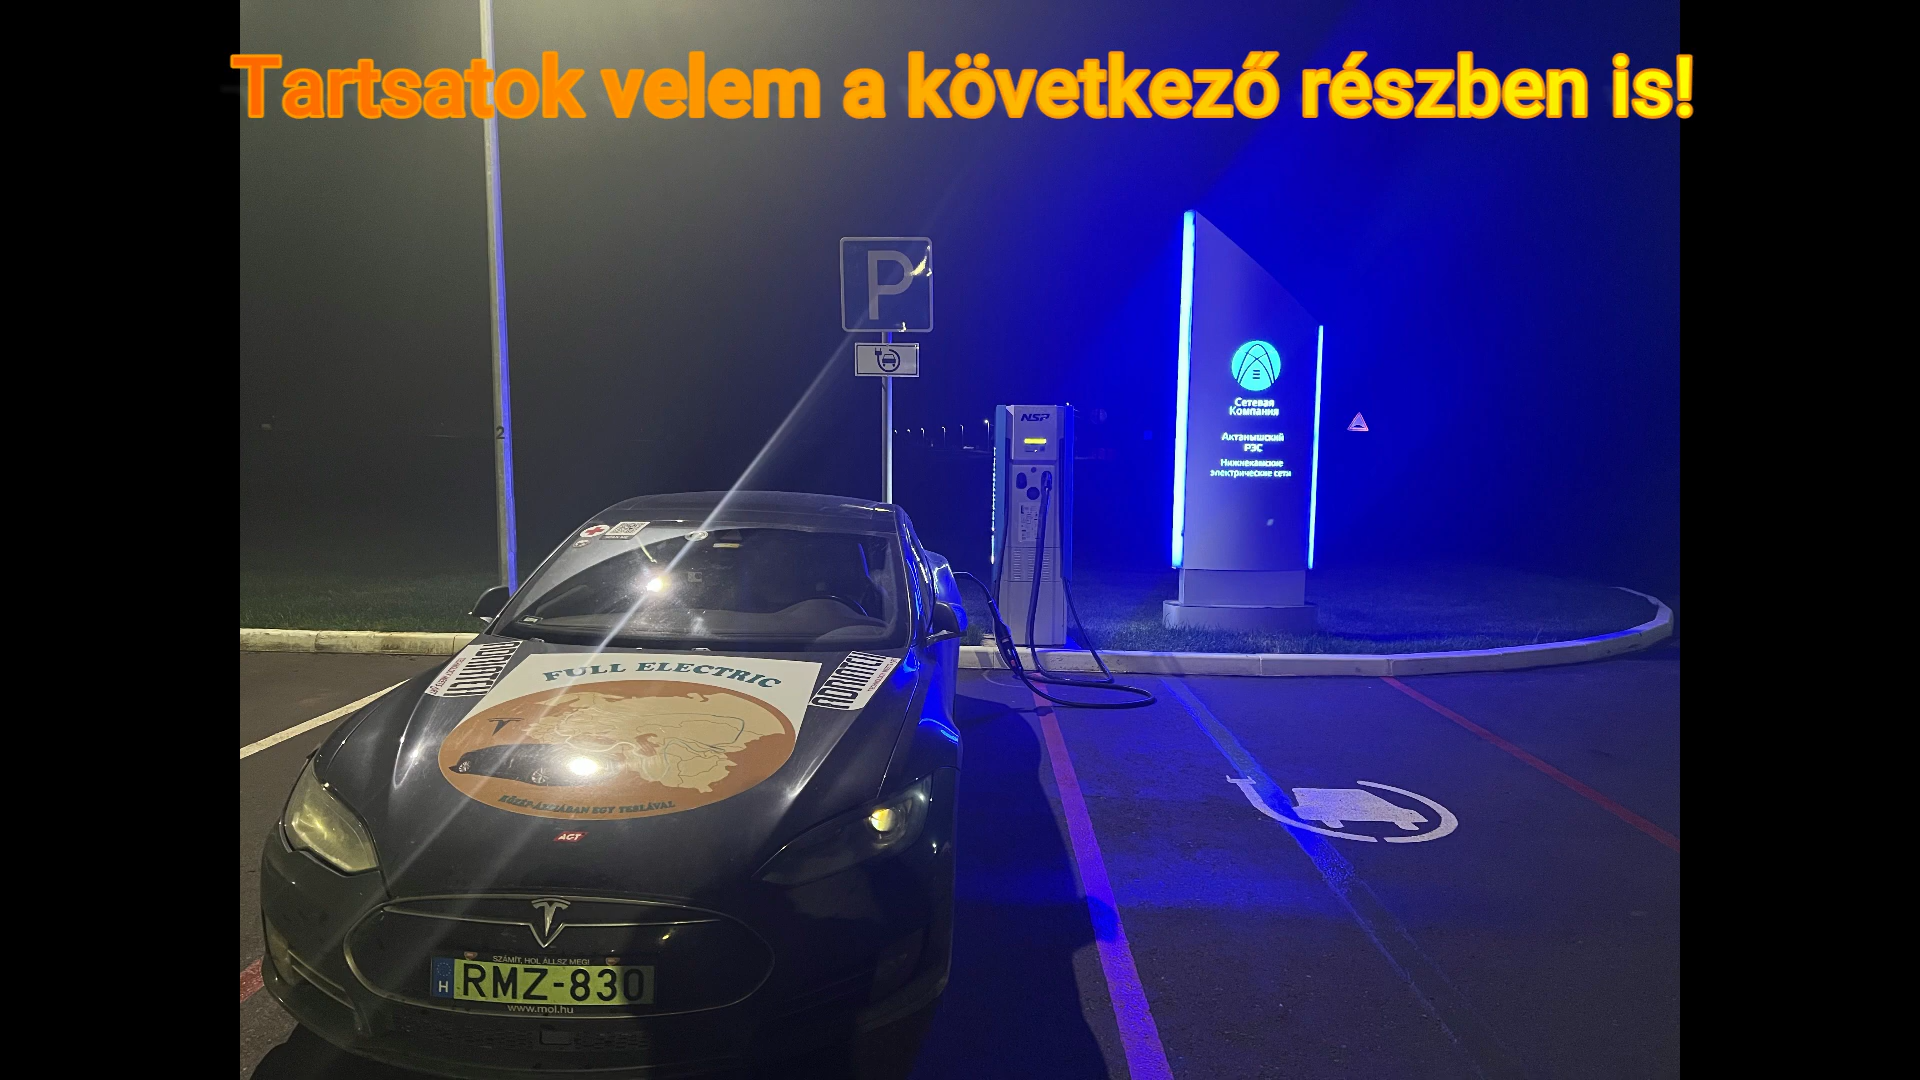 Tartsatok velem a következő részben is!
P
2
NSP
Сетевая
Компания
Актанышский
РЭС
Нижнекамские
электрические сети
FULL ELECTRIC
KÖZÉP-ÁZSIÁBAN EGY TESLÁVAL
ACT
SZÁMÍT, HOL ÁLLSZ MEG!
H
RMZ-830
www.mol.hu